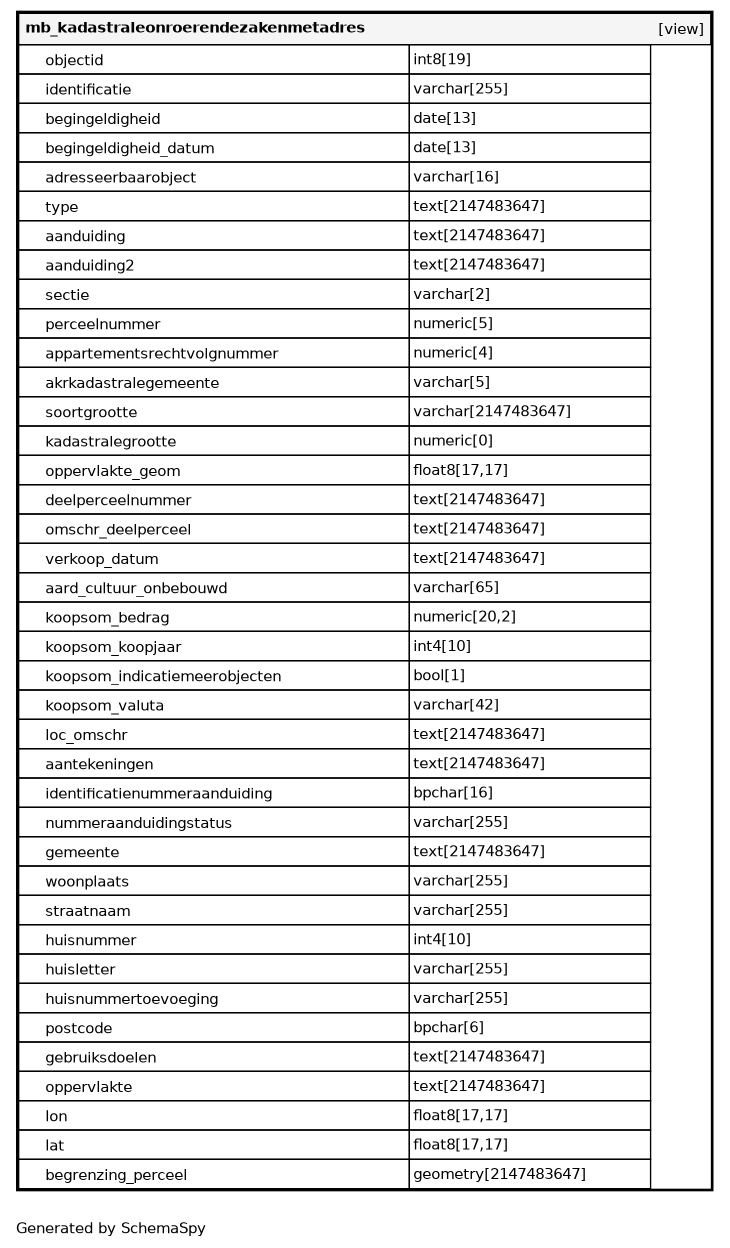 mb_kadastraleonroerendezakenmetadres [view]
objectid int8[19]
identificatie varchar[255]
begingeldigheid date[13]
begingeldigheid_datum date[13]
adresseerbaarobject varchar[16]
type text[2147483647]
aanduiding text[2147483647]
aanduiding2 text[2147483647]
sectie varchar[2]
perceelnummer numeric[5]
appartementsrechtvolgnummer numeric[4]
akrkadastralegemeente varchar[5]
soortgrootte varchar[2147483647]
kadastralegrootte numeric[0]
oppervlakte_geom float8[17,17]
deelperceelnummer text[2147483647]
omschr_deelperceel text[2147483647]
verkoop_datum text[2147483647]
aard_cultuur_onbebouwd varchar[65]
koopsom_bedrag numeric[20,2]
koopsom_koopjaar int4[10]
koopsom_indicatiemeerobjecten bool[1]
koopsom_valuta varchar[42]
loc_omschr text[2147483647]
aantekeningen text[2147483647]
identificatienummeraanduiding bpchar[16]
nummeraanduidingstatus varchar[255]
gemeente text[2147483647]
woonplaats varchar[255]
straatnaam varchar[255]
huisnummer int4[10]
huisletter varchar[255]
huisnummertoevoeging varchar[255]
postcode bpchar[6]
gebruiksdoelen text[2147483647]
oppervlakte text[2147483647]
lon float8[17,17]
lat float8[17,17]
begrenzing_perceel geometry[2147483647]
Generated by SchemaSpy